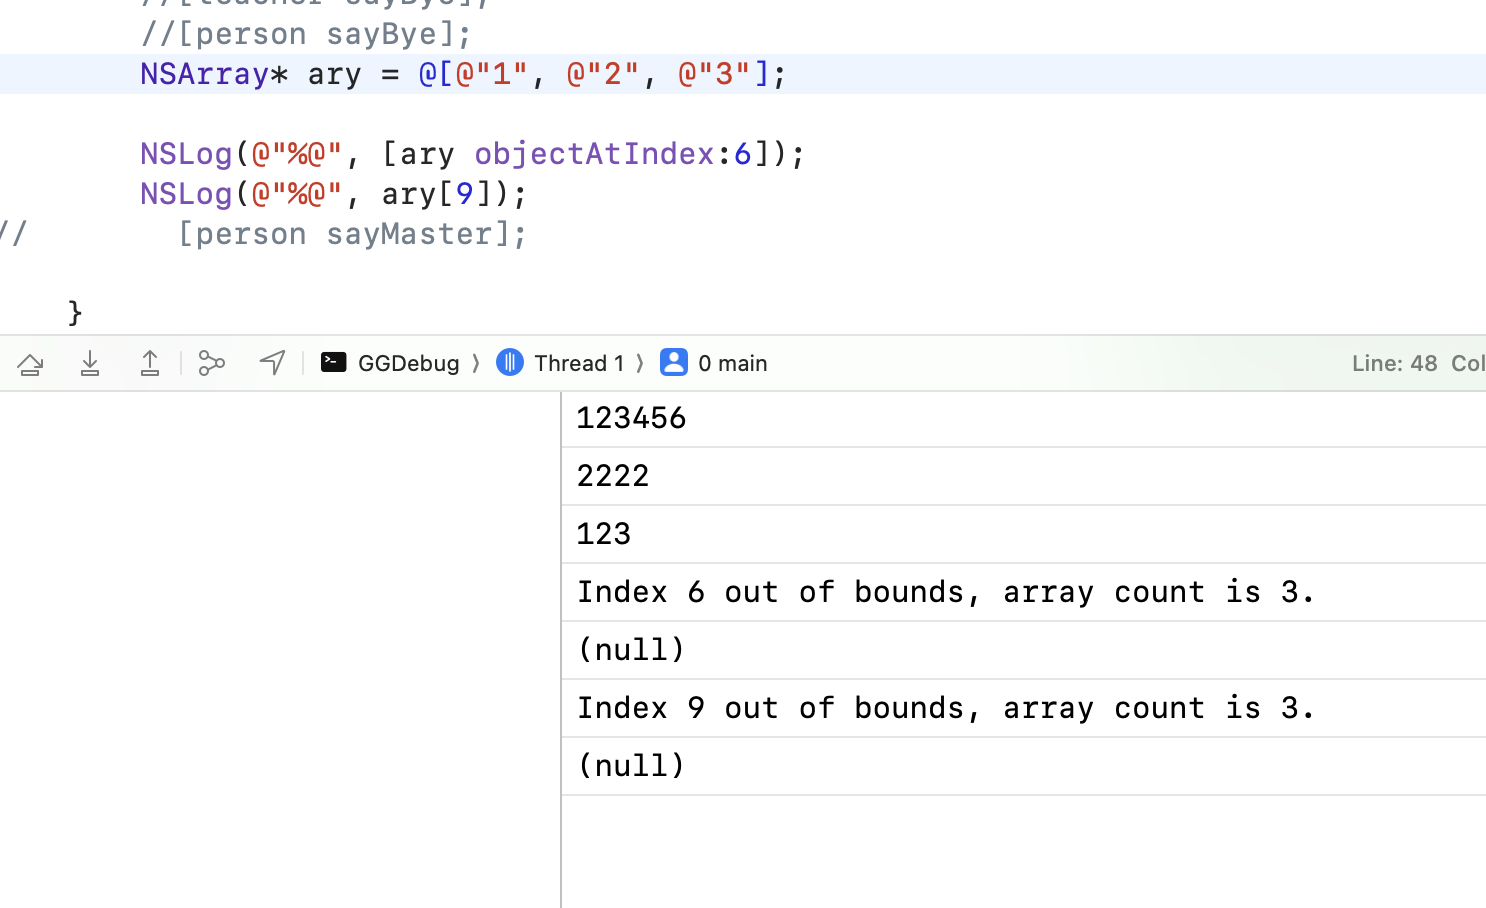 //[teacher sayBye];
//[person sayBye];
NSArray* ary = @[@"1", @"2", @"3"];
NSLog(@"%@", [ary objectAtIndex:6]);
NSLog(@"%@", ary[9]);
// [person sayMaster];
}
GGDebug ⟩ Thread 1 ⟩ 0 main Line: 48 Col
123456
2222
123
Index 6 out of bounds, array count is 3.
(null)
Index 9 out of bounds, array count is 3.
(null)